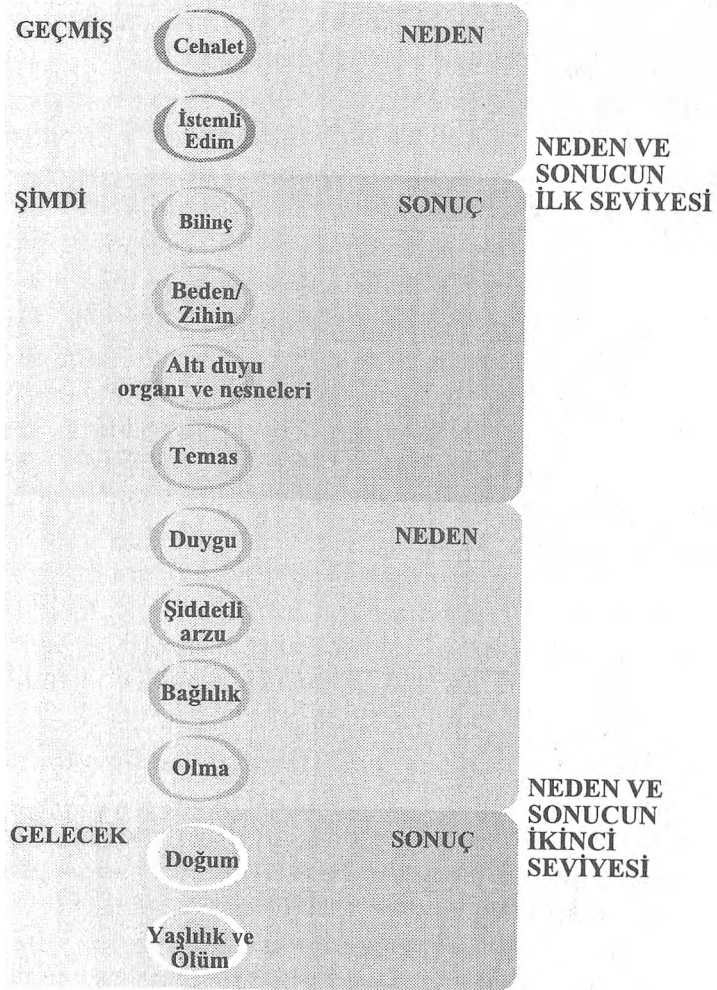 GEÇMİŞ
Cehalet
NEDEN
İstemli
Edim
NEDEN VE
SONUCUN
İLK SEVİYESİ
ŞİMDİ
Bilinç
SONUÇ
Beden/
Zihin
Altı duyu
organı ve nesneleri
Temas
Duygu
NEDEN
Şiddetli
arzu
Bağlılık
Olma
NEDEN VE
SONUCUN
İKİNCİ
SEVİYESİ
GELECEK
Doğum
SONUÇ
Yaşlılık ve
Ölüm